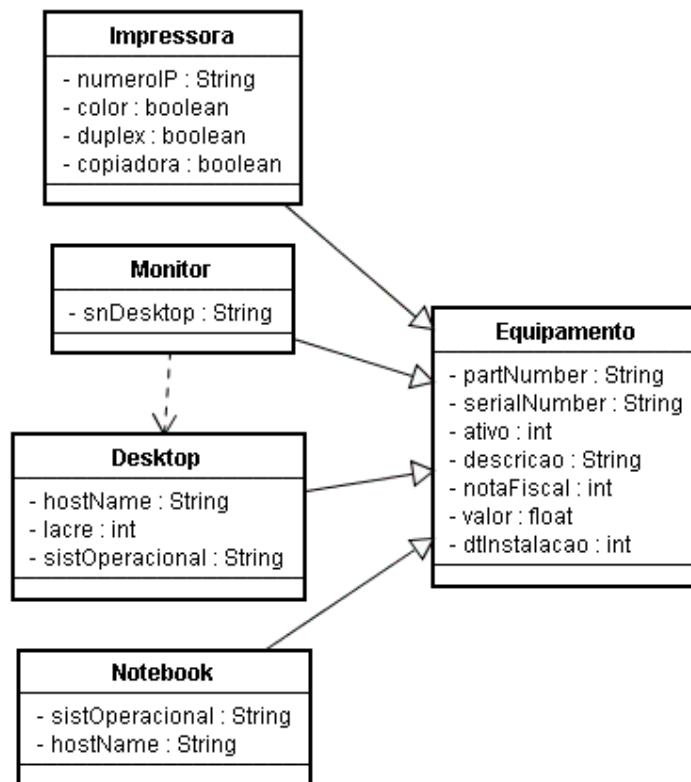 Impressora
- numeroIP : String
- color : boolean
- duplex : boolean
- copiadora : boolean
Monitor
- snDesktop : String
Desktop
- hostName : String
- lacre : int
- sistOperacional : String
Notebook
- sistOperacional : String
- hostName : String
Equipamento
- partNumber : String
- serialNumber : String
- ativo : int
- descricao : String
- notaFiscal : int
- valor : float
- dtInstalacao : int